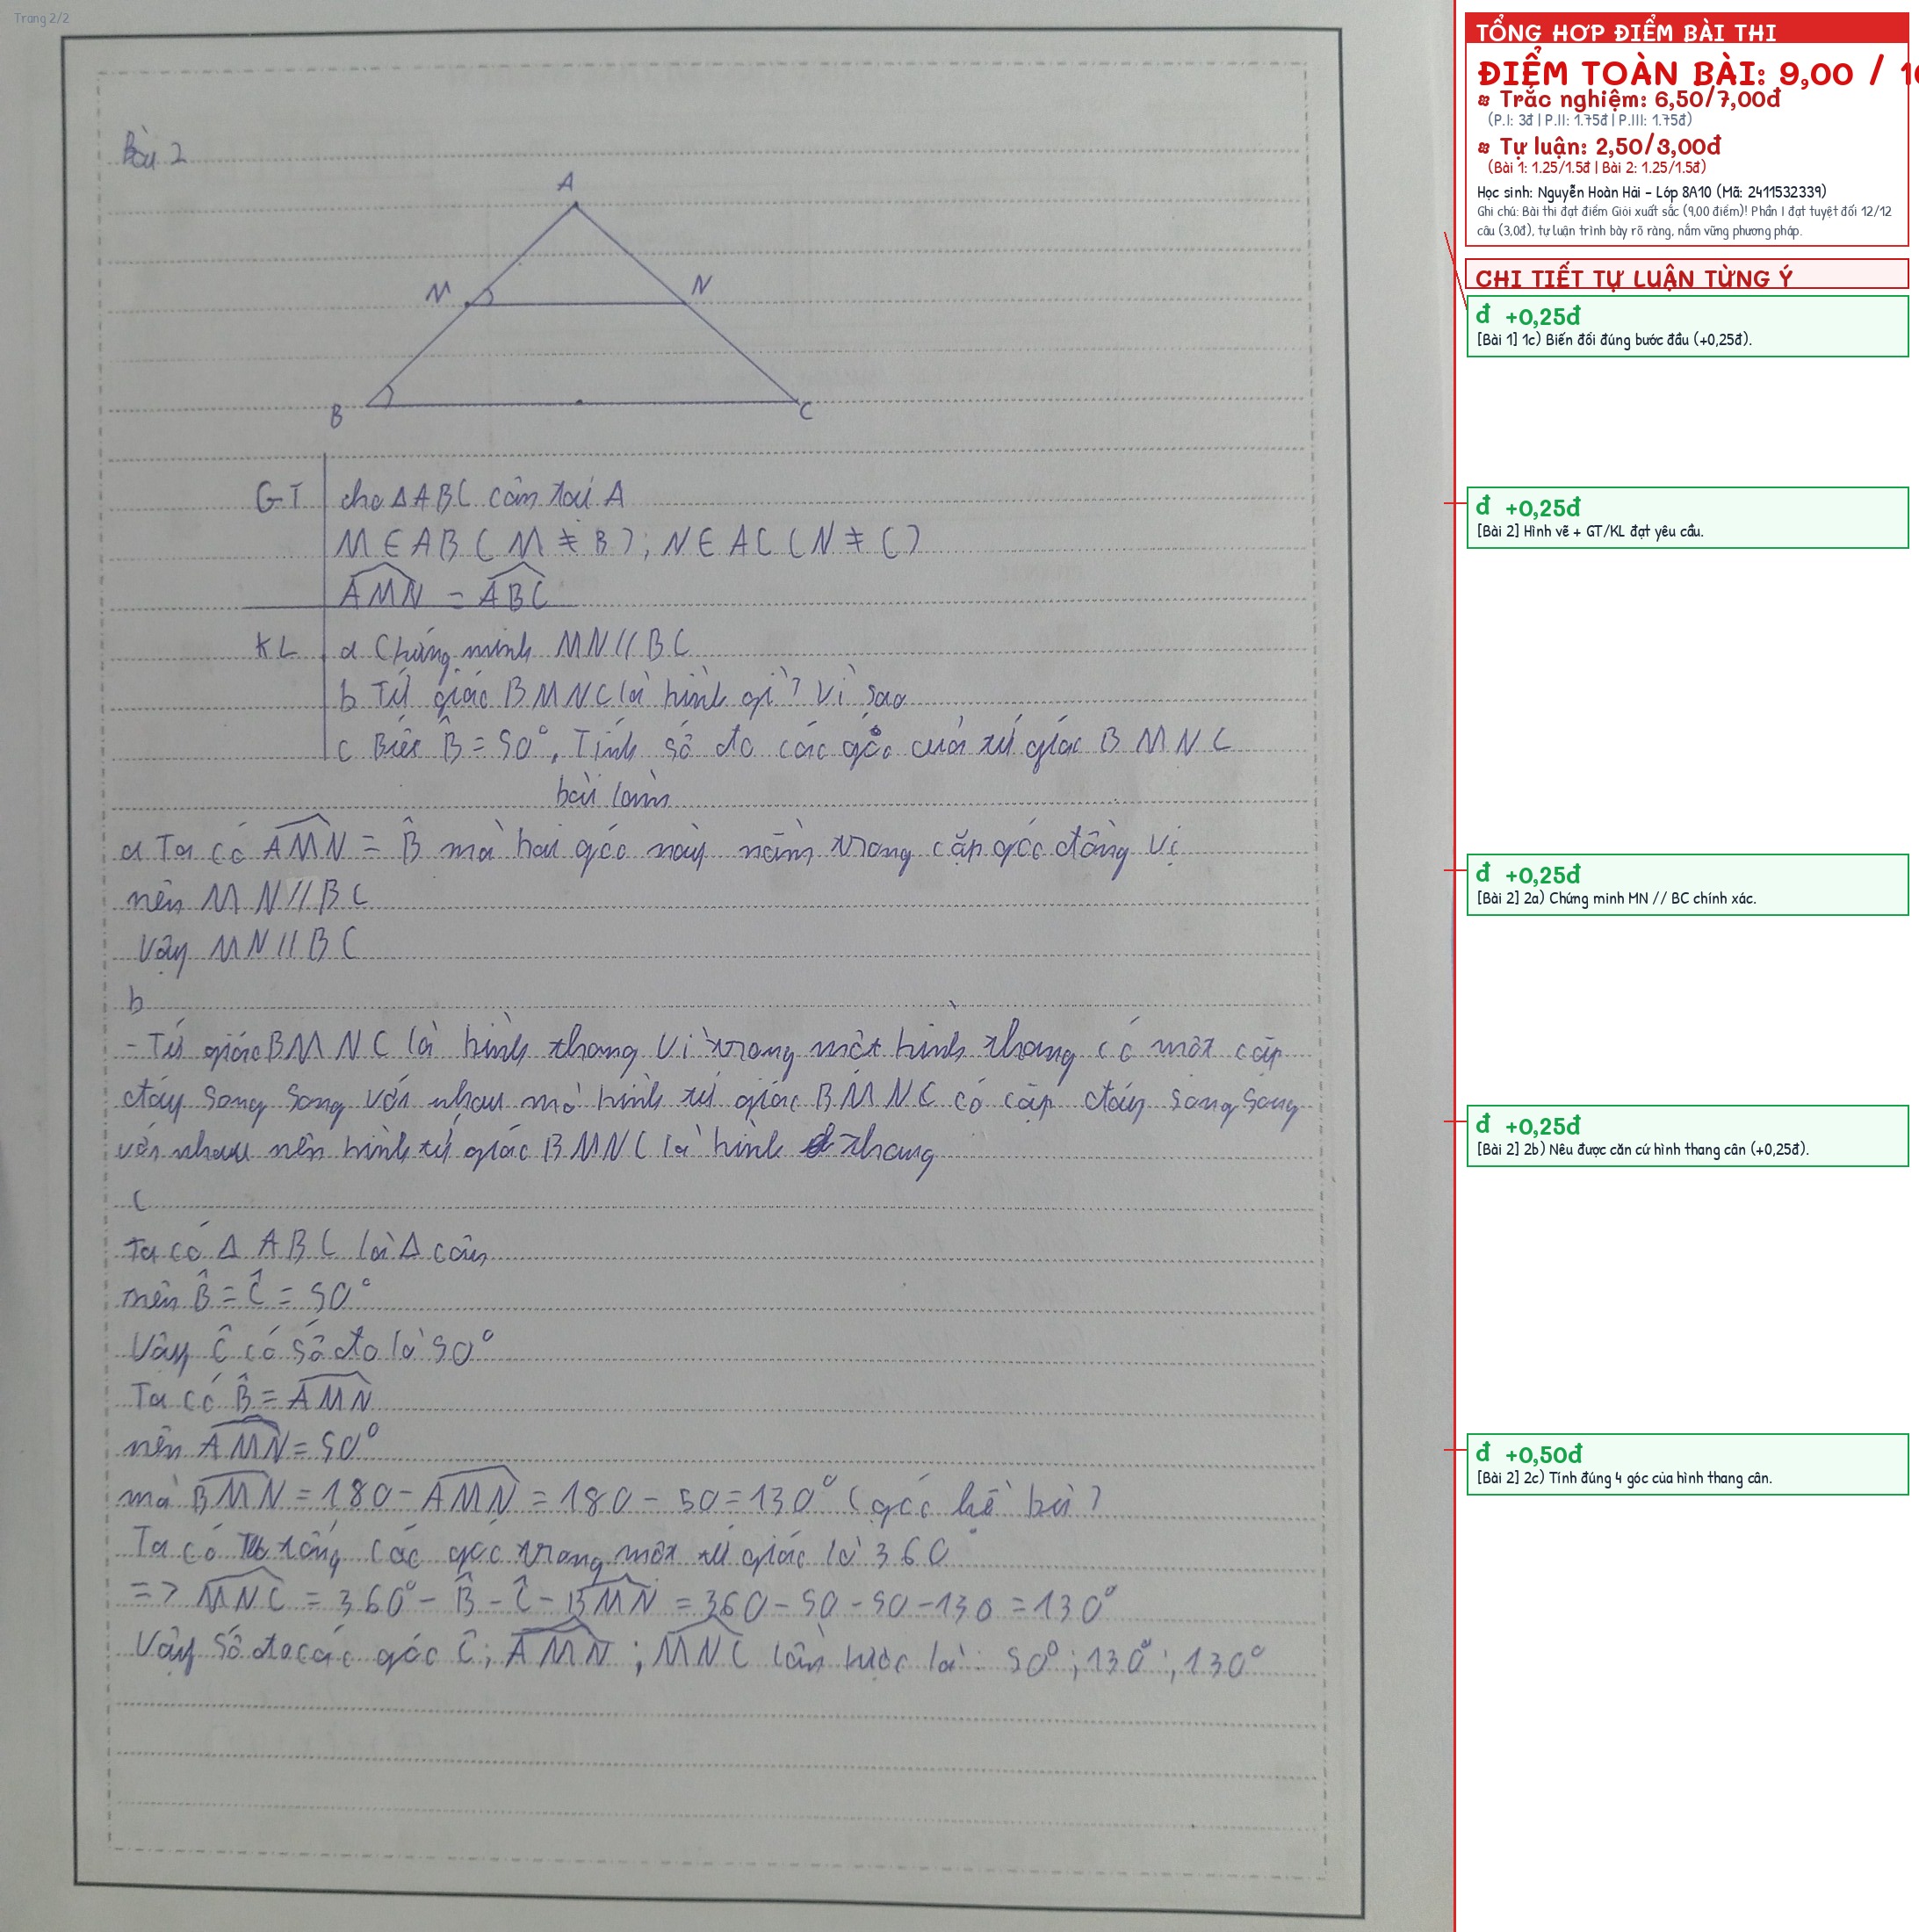 Trang 2/2
Bài 2
A
M
N
B
C
GT cho ΔABC cân tại A
M ∈ AB (M ≠ B); N ∈ AC (N ≠ C)
AMN = ABC
KL a Chứng minh MN // BC
b Tứ giác BMNC là hình gì? Vì sao
c Biết B̂ = 50°, Tính số đo các góc của tứ giác BMNC
bài làm
a Ta có AMN = B̂ mà hai góc này nằm trong cặp góc đồng vị
nên MN // BC
Vậy MN // BC
b
- Tứ giác BMNC là hình thang vì trong một hình thang có một cặp
đáy song song với nhau mà hình tứ giác BMNC có cặp đáy song song
với nhau nên hình tứ giác BMNC là hình thang
c
Ta có Δ ABC là Δ cân
nên B̂ = Ĉ = 50°
Vậy Ĉ có số đo là 50°
Ta có B̂ = AMN
nên AMN = 50°
mà BMN = 180 - AMN = 180 - 50 = 130° (góc kề bù)
Ta có tổng các góc trong một tứ giác là 360°
=> MNC = 360° - B̂ - Ĉ - BMN = 360 - 50 - 50 - 130 = 130°
Vậy số đo các góc Ĉ; AMN; MNC lần lược là: 50°; 130°; 130°
TỔNG HỢP ĐIỂM BÀI THI
ĐIỂM TOÀN BÀI: 9,00 / 10
Trắc nghiệm: 6,50/7,00đ
(P.I: 3đ | P.II: 1.75đ | P.III: 1.75đ)
Tự luận: 2,50/3,00đ
(Bài 1: 1.25/1.5đ | Bài 2: 1.25/1.5đ)
Học sinh: Nguyễn Hoàn Hải – Lớp 8A10 (Mã: 2411532339)
Ghi chú: Bài thi đạt điểm Giỏi xuất sắc (9,00 điểm)! Phần I đạt tuyệt đối 12/12
câu (3,0đ), tự luận trình bày rõ ràng, nắm vững phương pháp.
CHI TIẾT TỰ LUẬN TỪNG Ý
đ +0,25đ
[Bài 1] 1c) Biến đổi đúng bước đầu (+0,25đ).
đ +0,25đ
[Bài 2] Hình vẽ + GT/KL đạt yêu cầu.
đ +0,25đ
[Bài 2] 2a) Chứng minh MN // BC chính xác.
đ +0,25đ
[Bài 2] 2b) Nêu được căn cứ hình thang cân (+0,25đ).
đ +0,50đ
[Bài 2] 2c) Tính đúng 4 góc của hình thang cân.